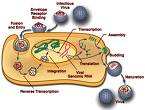 Envelope
Receptor
Binding
Infectious
Virus
Fusion
and Entry
Transcription
Assembly
Translation
Budding
Integration
Viral
Genomic RNA
Maturation
Reverse Transcription
Virus